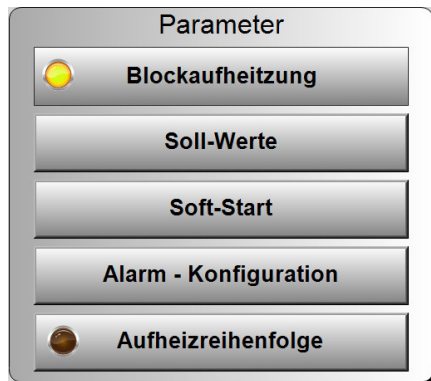 Parameter
Blockaufheitzung
Soll-Werte
Soft-Start
Alarm - Konfiguration
Aufheizreihenfolge